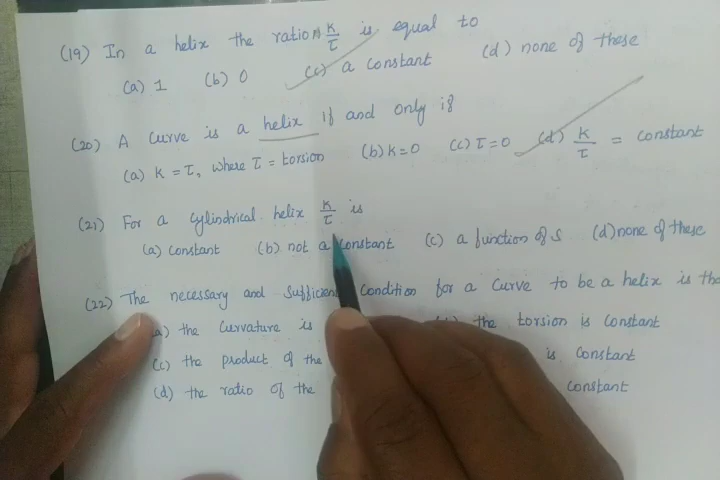 (19) In a helix the ratio K/τ is equal to
(a) 1 (b) 0 (c) a constant (d) none of these
(20) A curve is a helix if and only if
(a) K = τ, where τ = torsion (b) K = 0 (c) τ = 0 (d) K/τ = constant
(21) For a cylindrical helix K/τ is
(a) constant (b) not a constant (c) a function of s (d) none of these
(22) The necessary and sufficient condition for a curve to be a helix is
(a) the curvature is the torsion is constant
(c) the product of the is constant
(d) the ratio of the constant